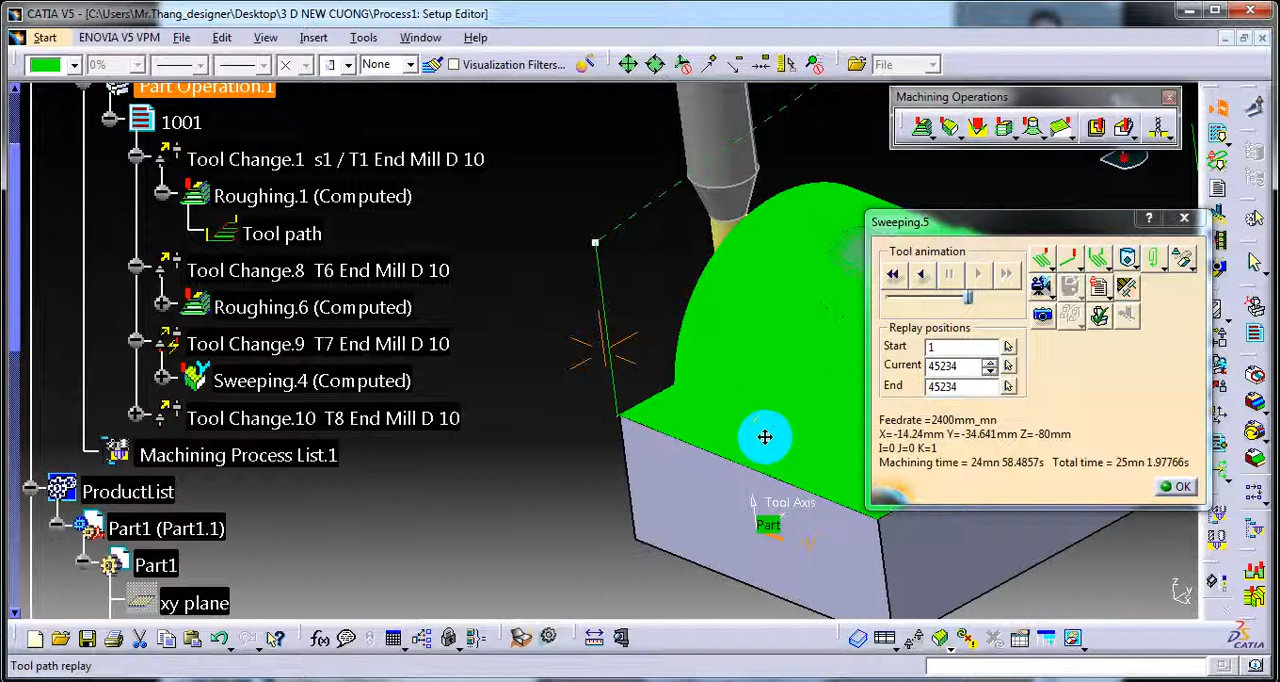 CATIA V5 - [C:\Users\Mr.Thang_designer\Desktop\3 D NEW CUONG\Process1: Setup Editor]
Start ENOVIA V5 VPM File Edit View Insert Tools Window Help
0% None Visualization Filters... File
Machining Operations
Part Operation.1
1001
Tool Change.1 s1 / T1 End Mill D 10
Roughing.1 (Computed)
Tool path
Tool Change.8 T6 End Mill D 10
Roughing.6 (Computed)
Tool Change.9 T7 End Mill D 10
Sweeping.4 (Computed)
Tool Change.10 T8 End Mill D 10
Machining Process List.1
ProductList
Part1 (Part1.1)
Part1
xy plane
Tool Axis
Part
Sweeping.5
Tool animation
Replay positions
Start 1
Current 45234
End 45234
Feedrate =2400mm_mn
X=-14.24mm Y=-34.641mm Z=-80mm
I=0 J=0 K=1
Machining time = 24mn 58.4857s Total time = 25mn 1.97766s
OK
z
y
x
f(x)
DS
CATIA
Tool path replay